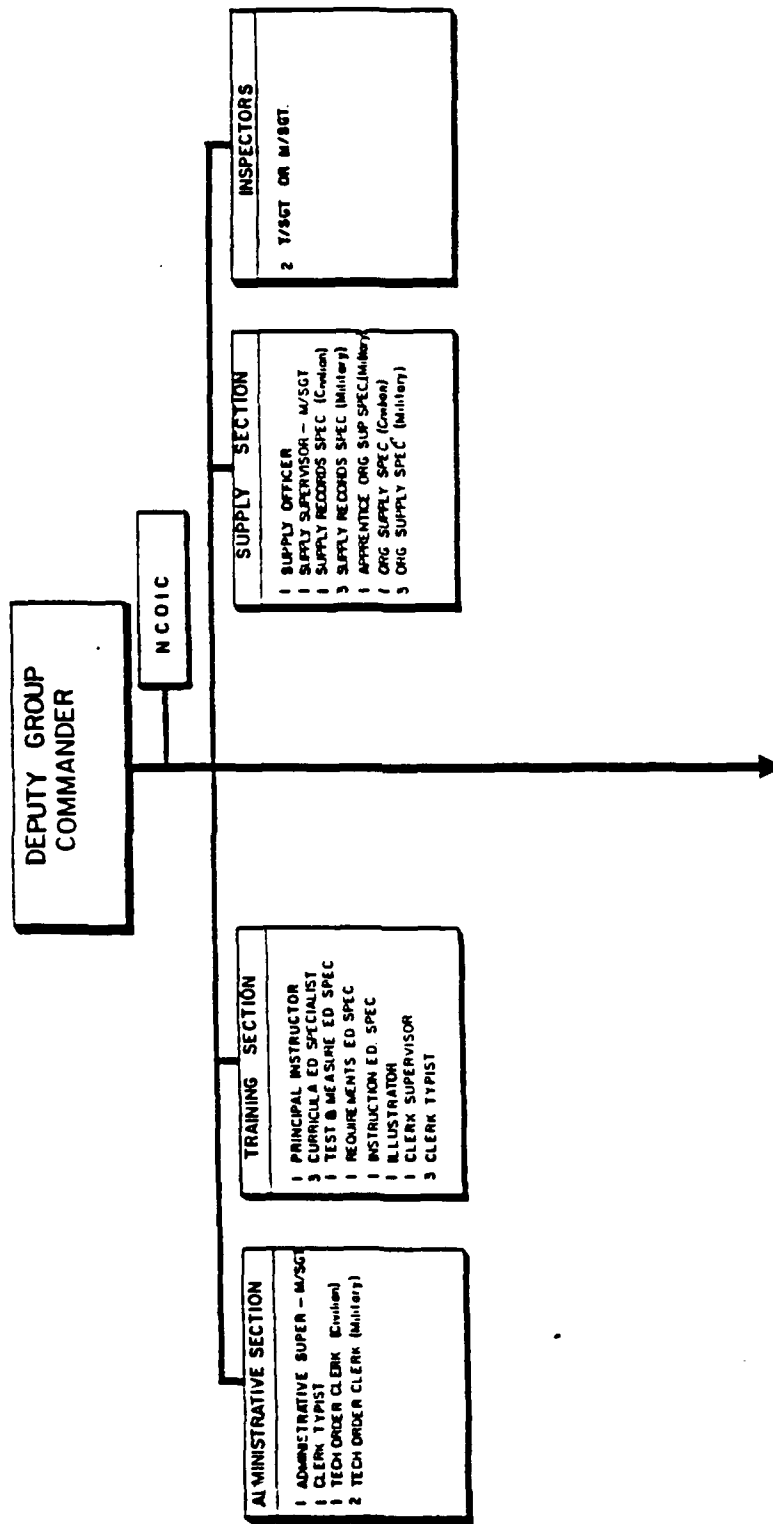 DEPUTY GROUP
COMMANDER
NCOIC
ADMINISTRATIVE SECTION
1 ADMINISTRATIVE SUPER - M/SGT
1 CLERK TYPIST
1 TECH ORDER CLERK (Civilian)
2 TECH ORDER CLERK (Military)
TRAINING SECTION
1 PRINCIPAL INSTRUCTOR
3 CURRICULA ED SPECIALIST
1 TEST & MEASURE ED SPEC
1 REQUIREMENTS ED SPEC
1 INSTRUCTION ED. SPEC
1 ILLUSTRATOR
1 CLERK SUPERVISOR
3 CLERK TYPIST
SUPPLY SECTION
1 SUPPLY OFFICER
1 SUPPLY SUPERVISOR - M/SGT
1 SUPPLY RECORDS SPEC (Civilian)
3 SUPPLY RECORDS SPEC (Military)
1 APPRENTICE ORG SUP SPEC.(Military)
1 ORG SUPPLY SPEC (Civilian)
3 ORG SUPPLY SPEC (Military)
INSPECTORS
2 T/SGT OR M/SGT.